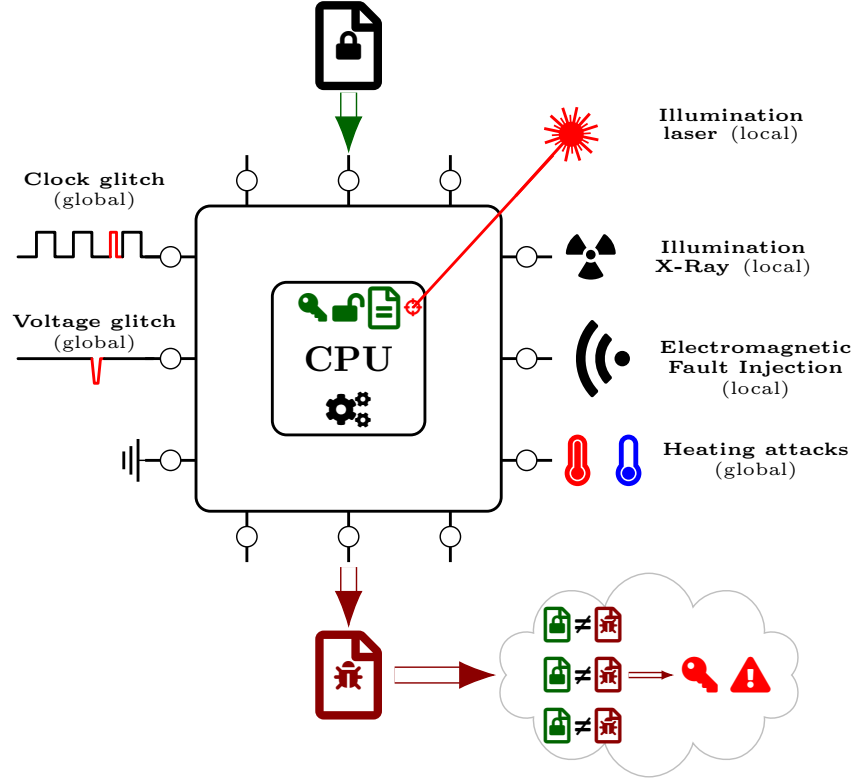 Illumination
laser (local)
Clock glitch
(global)
Illumination
X-Ray (local)
Voltage glitch
(global)
CPU
Electromagnetic
Fault Injection
(local)
Heating attacks
(global)
≠
≠
≠